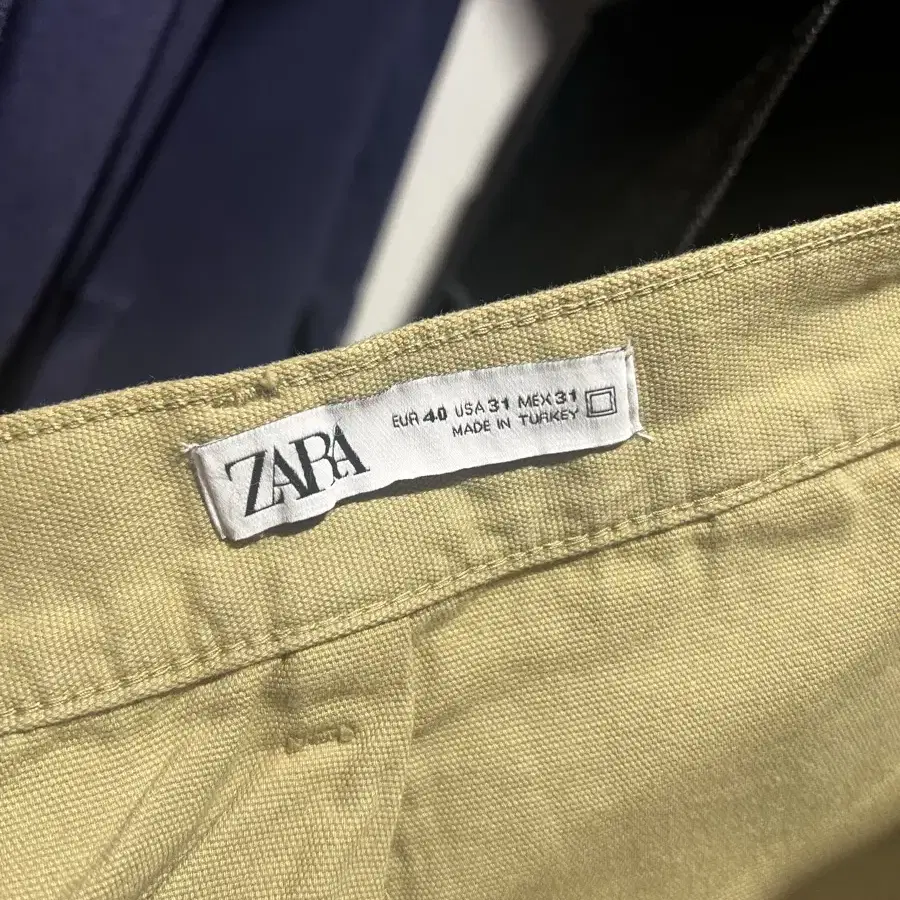 ZARA
EUR 40 USA 31 MEX 31
MADE IN TURKEY